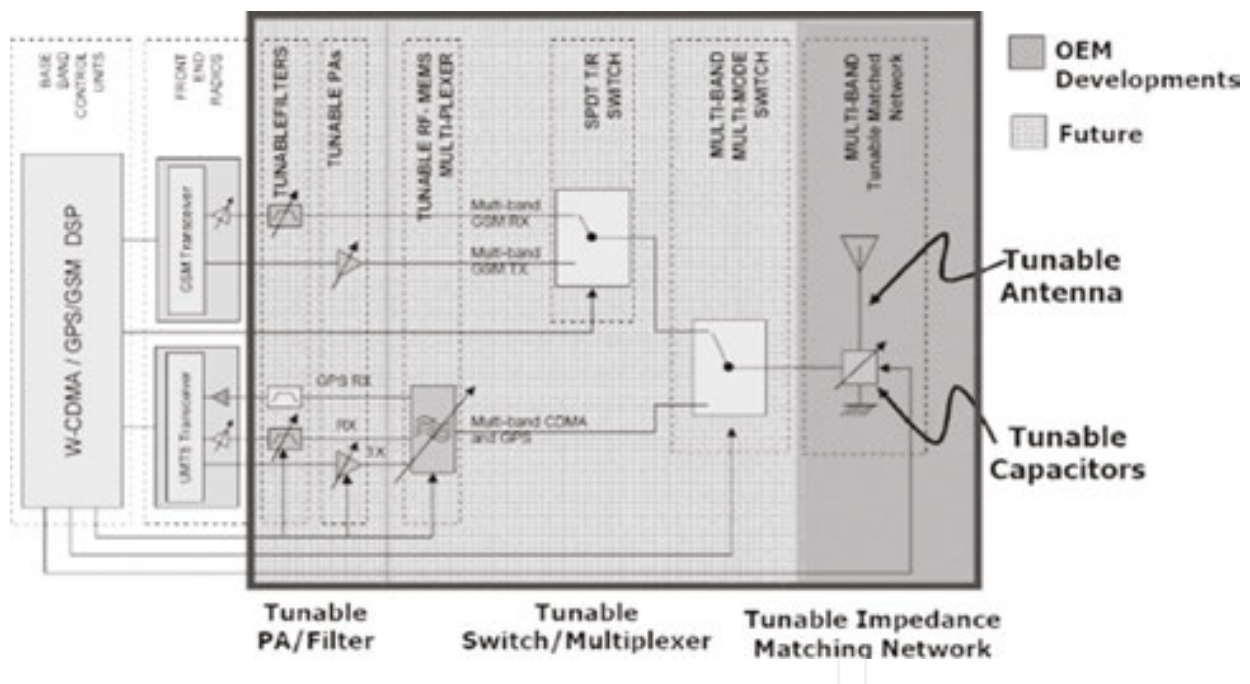 BASE
BAND
CONTROL
UNITS
FRONT
END
RADIOS
TUNABLEFILTERS
TUNABLE PAs
TUNABLE RF- MEMS
MULTI-PLEXER
SPDT T/R
SWITCH
MULTI-BAND
MULTI-MODE
SWITCH
MULTI-BAND
Tunable Matched
Network
OEM
Developments
Future
W-CDMA / GPS/GSM DSP
GSM Transceiver
UMTS Transceiver
Multi-band
GSM RX
Multi-band
GSM TX
GPS RX
RX
Multi-band CDMA
and GPS
Tunable
Antenna
Tunable
Capacitors
Tunable
PA/Filter
Tunable
Switch/Multiplexer
Tunable Impedance
Matching Network